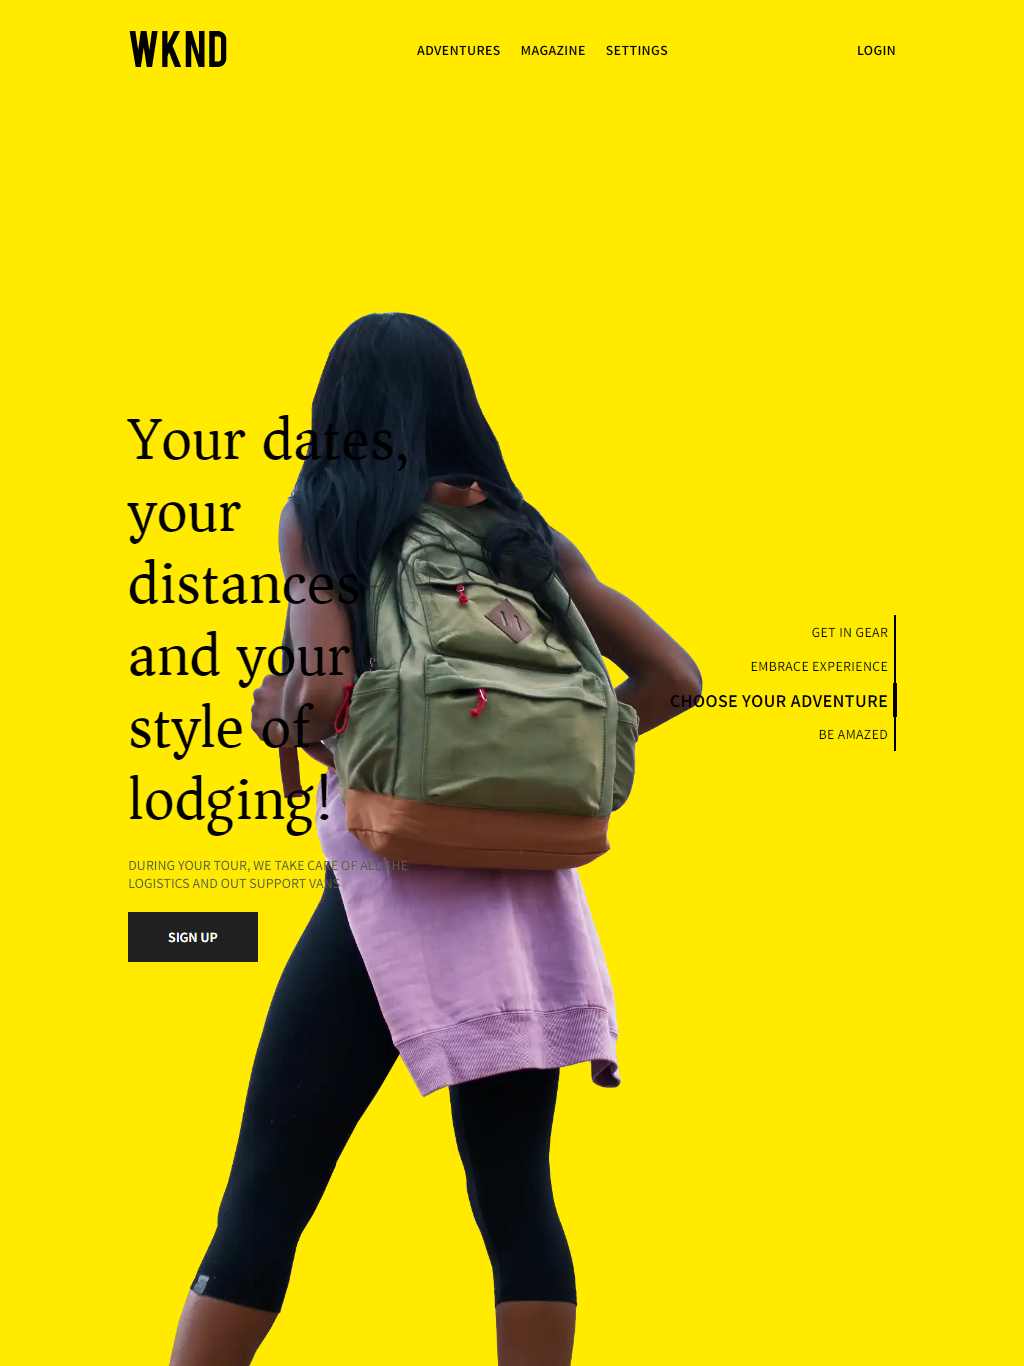 WKND
ADVENTURES MAGAZINE SETTINGS
LOGIN
Your dates,
your
distances
and your
style of
lodging!
DURING YOUR TOUR, WE TAKE CARE OF ALL THE
LOGISTICS AND OUT SUPPORT VANS
SIGN UP
GET IN GEAR
EMBRACE EXPERIENCE
CHOOSE YOUR ADVENTURE
BE AMAZED